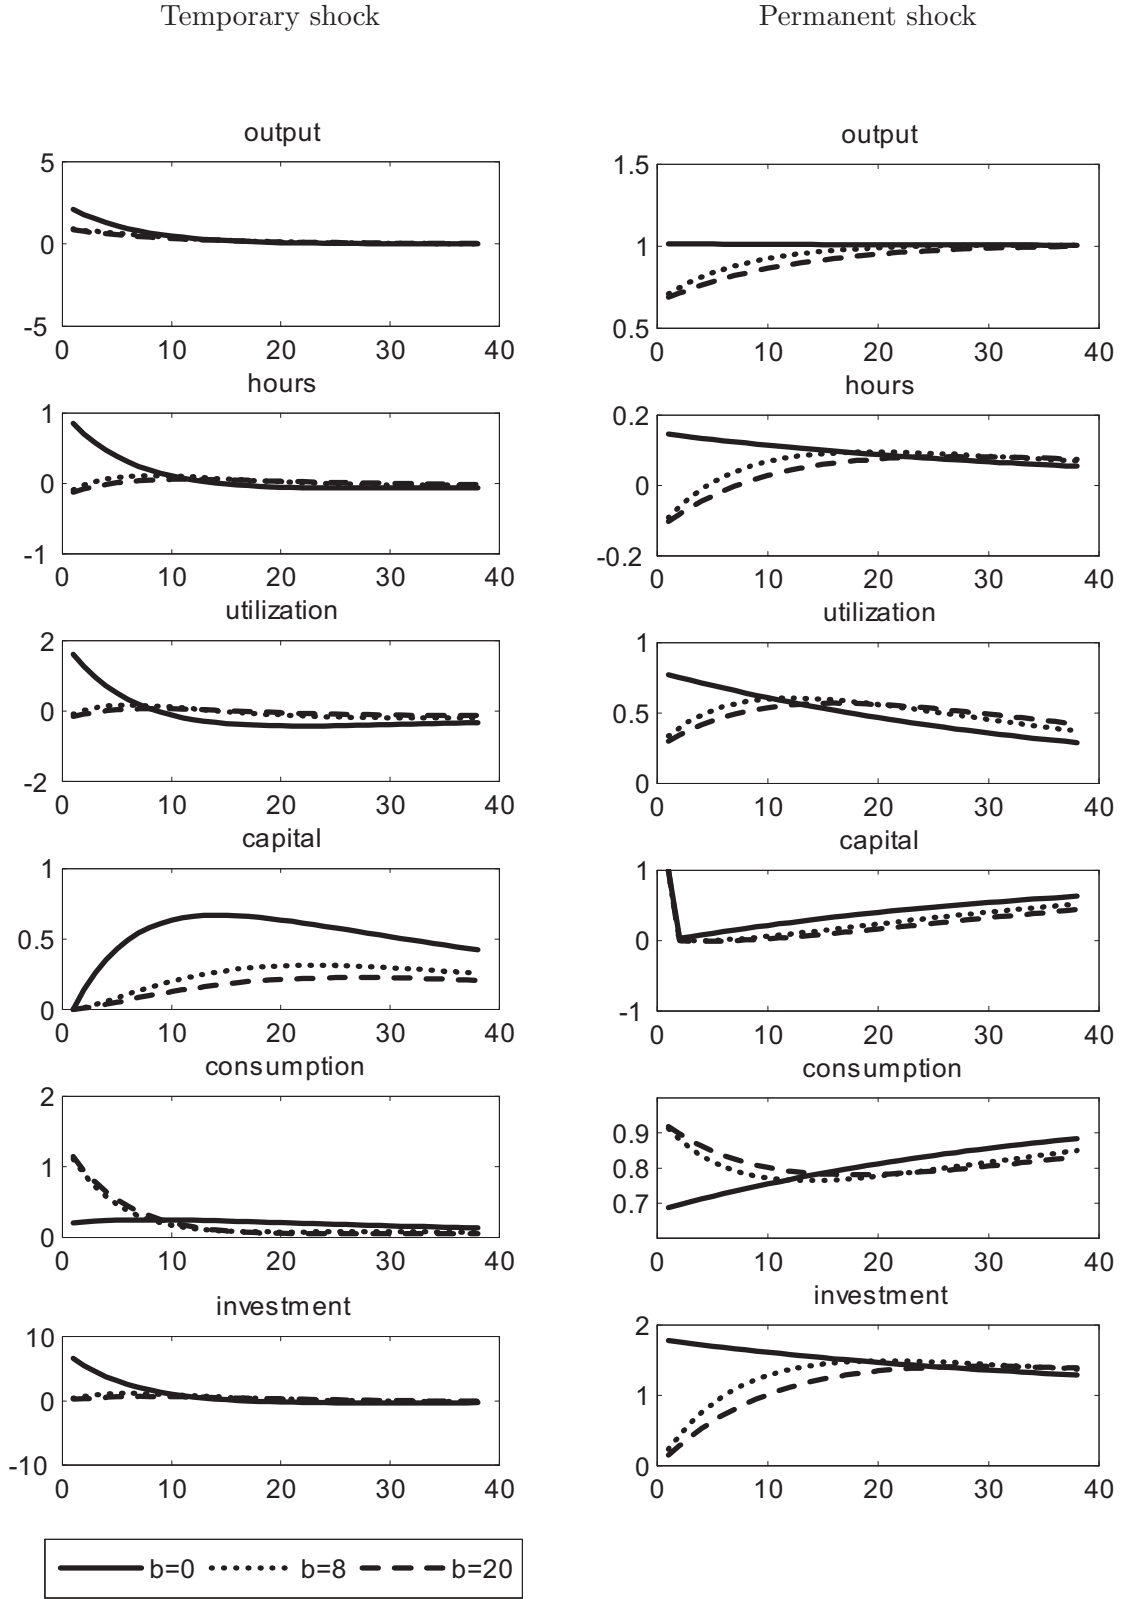 Temporary shock Permanent shock
output output
5 1.5
0 1
-5 0.5
0 10 20 30 40 0 10 20 30 40
hours hours
1 0.2
0 0
-1 -0.2
0 10 20 30 40 0 10 20 30 40
utilization utilization
2 1
0 0.5
-2 0
0 10 20 30 40 0 10 20 30 40
capital capital
1 1
0.5 0
0 -1
0 10 20 30 40 0 10 20 30 40
consumption consumption
2 0.9
1 0.8
0 0.7
0 10 20 30 40 0 10 20 30 40
investment investment
10 2
0 1
-10 0
0 10 20 30 40 0 10 20 30 40
b=0 b=8 b=20